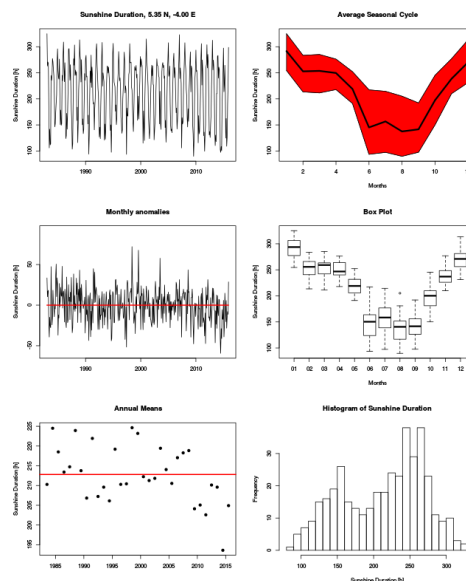 Sunshine Duration, 5.35 N, -4.00 E
Sunshine Duration [h]
100 150 200 250 300
1990 2000 2010
Average Seasonal Cycle
Sunshine Duration [h]
100 150 200 250 300
2 4 6 8 10
Months
Monthly anomalies
Sunshine Duration [h]
-50 0 50
1990 2000 2010
Box Plot
Sunshine Duration [h]
100 150 200 250 300
01 02 03 04 05 06 07 08 09 10 11 12
Months
Annual Means
Sunshine Duration [h]
195 200 205 210 215 220 225
1985 1990 1995 2000 2005 2010 2015
Histogram of Sunshine Duration
Frequency
0 10 20 30
100 150 200 250 300
Sunshine Duration [h]